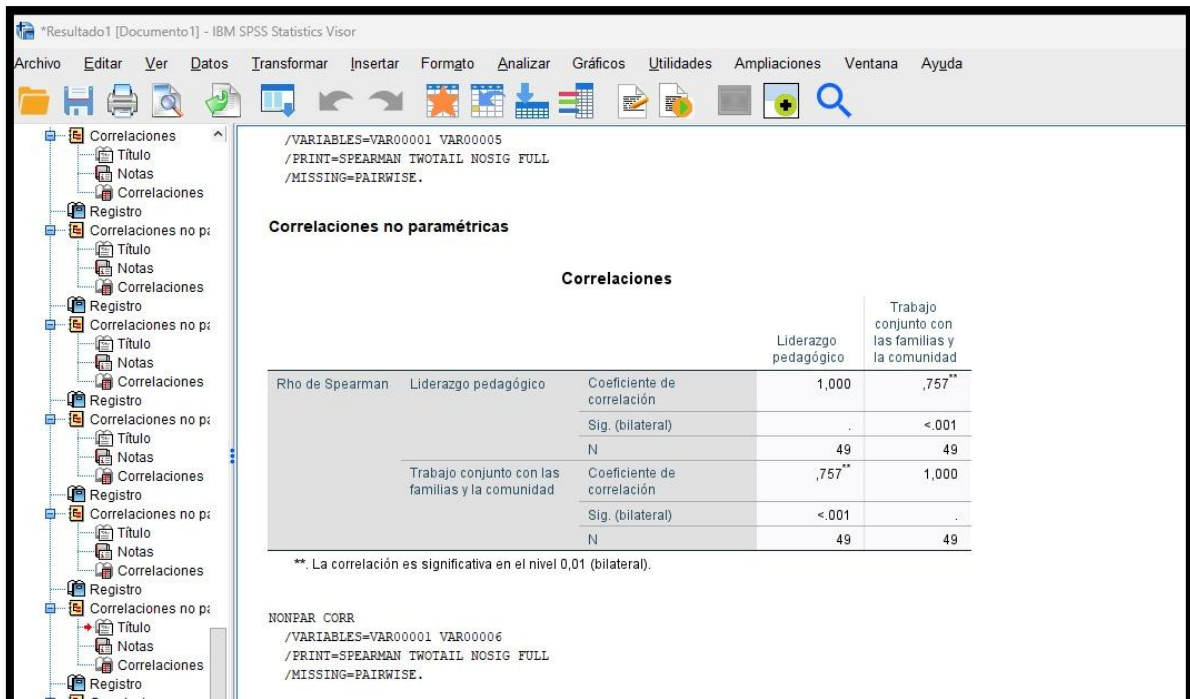 *Resultado1 [Documento1] - IBM SPSS Statistics Visor
Archivo Editar Ver Datos Transformar Insertar Formato Analizar Gráficos Utilidades Ampliaciones Ventana Ayuda
Correlaciones
Título
Notas
Correlaciones
Registro
Correlaciones no pa
Título
Notas
Correlaciones
Registro
Correlaciones no pa
Título
Notas
Correlaciones
Registro
Correlaciones no pa
Título
Notas
Correlaciones
Registro
Correlaciones no pa
Título
Notas
Correlaciones
Registro
Correlaciones no pa
Título
Notas
Correlaciones
Registro
/VARIABLES=VAR00001 VAR00005
/PRINT=SPEARMAN TWOTAIL NOSIG FULL
/MISSING=PAIRWISE.
Correlaciones no paramétricas
Correlaciones
Liderazgo
pedagógico
Trabajo
conjunto con
las familias y
la comunidad
Rho de Spearman Liderazgo pedagógico Coeficiente de
correlación 1,000 ,757**
Sig. (bilateral) . <.001
N 49 49
Trabajo conjunto con las
familias y la comunidad
Coeficiente de
correlación ,757** 1,000
Sig. (bilateral) <.001 .
N 49 49
**. La correlación es significativa en el nivel 0,01 (bilateral).
NONPAR CORR
/VARIABLES=VAR00001 VAR00006
/PRINT=SPEARMAN TWOTAIL NOSIG FULL
/MISSING=PAIRWISE.